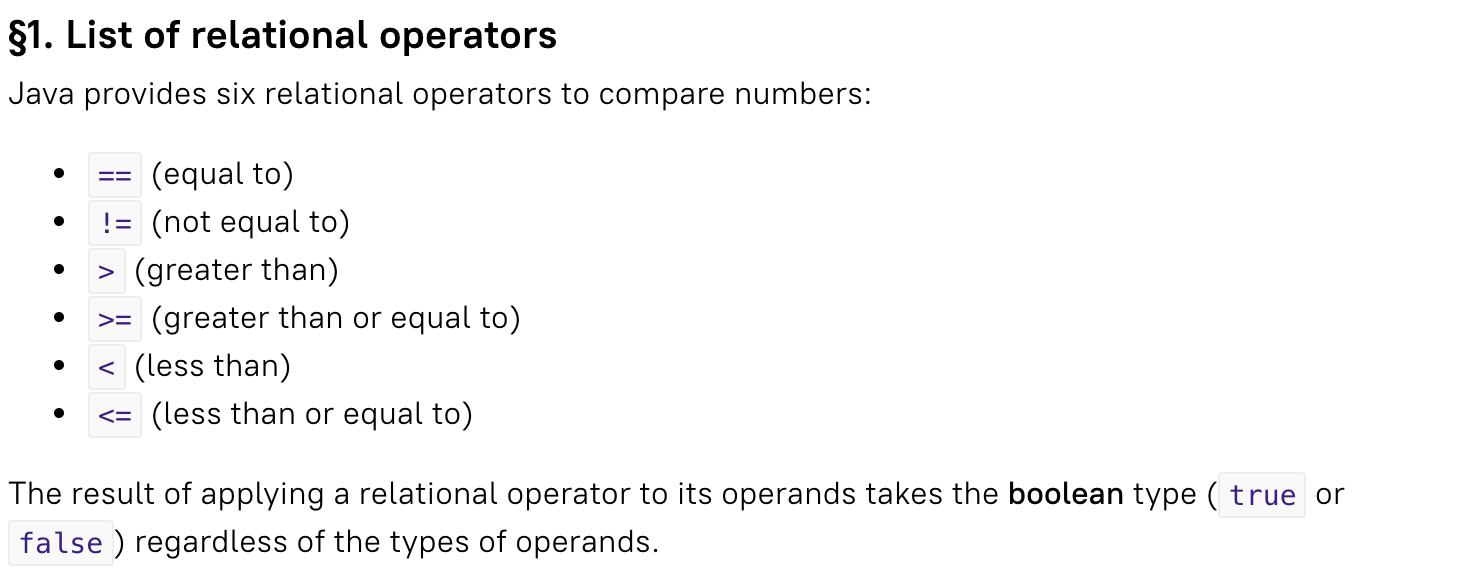 §1. List of relational operators
Java provides six relational operators to compare numbers:
• == (equal to)
• != (not equal to)
• > (greater than)
• >= (greater than or equal to)
• < (less than)
• <= (less than or equal to)
The result of applying a relational operator to its operands takes the boolean type (true or
false) regardless of the types of operands.